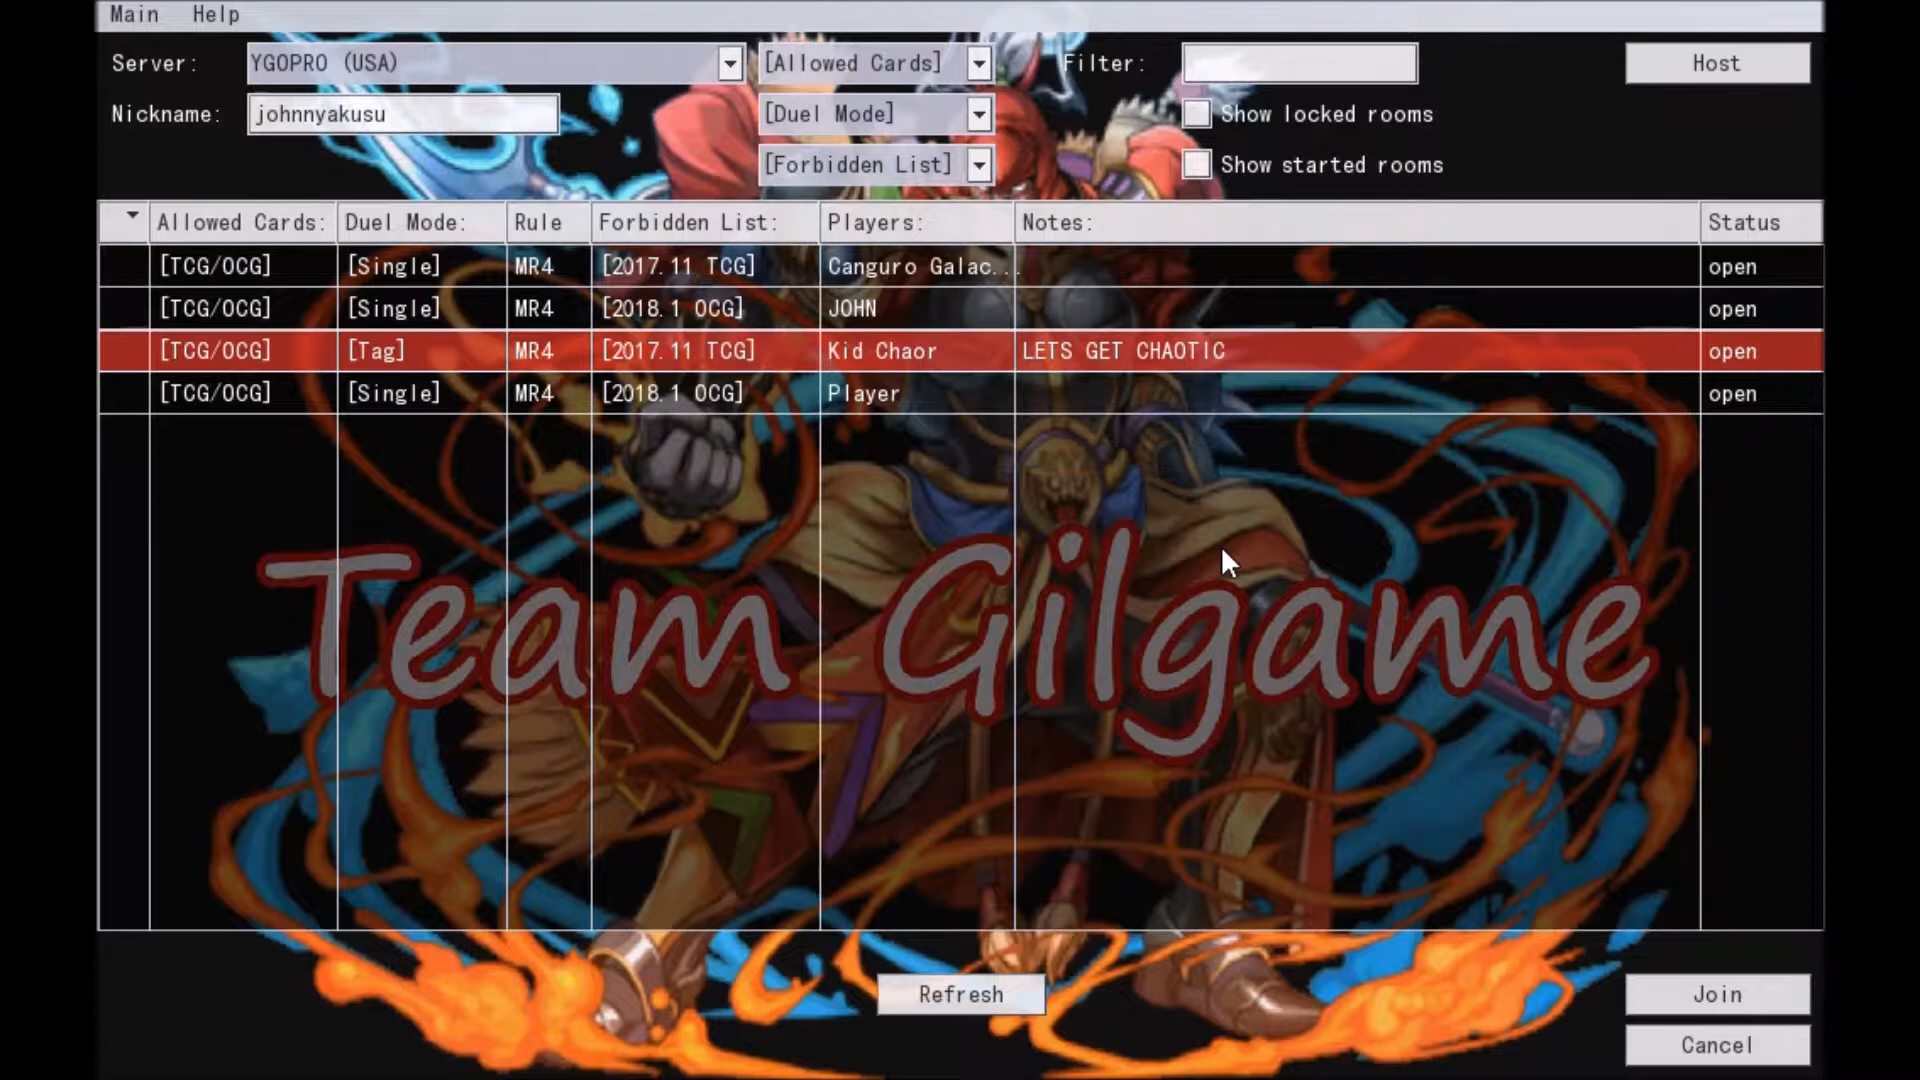 Main Help
Server: YGOPRO (USA) [Allowed Cards] Filter: Host
Nickname: johnnyakusu [Duel Mode] Show locked rooms
[Forbidden List] Show started rooms
Allowed Cards: Duel Mode: Rule Forbidden List: Players: Notes: Status
[TCG/OCG] [Single] MR4 [2017.11 TCG] Canguro Galac... open
[TCG/OCG] [Single] MR4 [2018.1 OCG] JOHN open
[TCG/OCG] [Tag] MR4 [2017.11 TCG] Kid Chaor LETS GET CHAOTIC open
[TCG/OCG] [Single] MR4 [2018.1 OCG] Player open
Team Gilgame
Refresh Join
Cancel